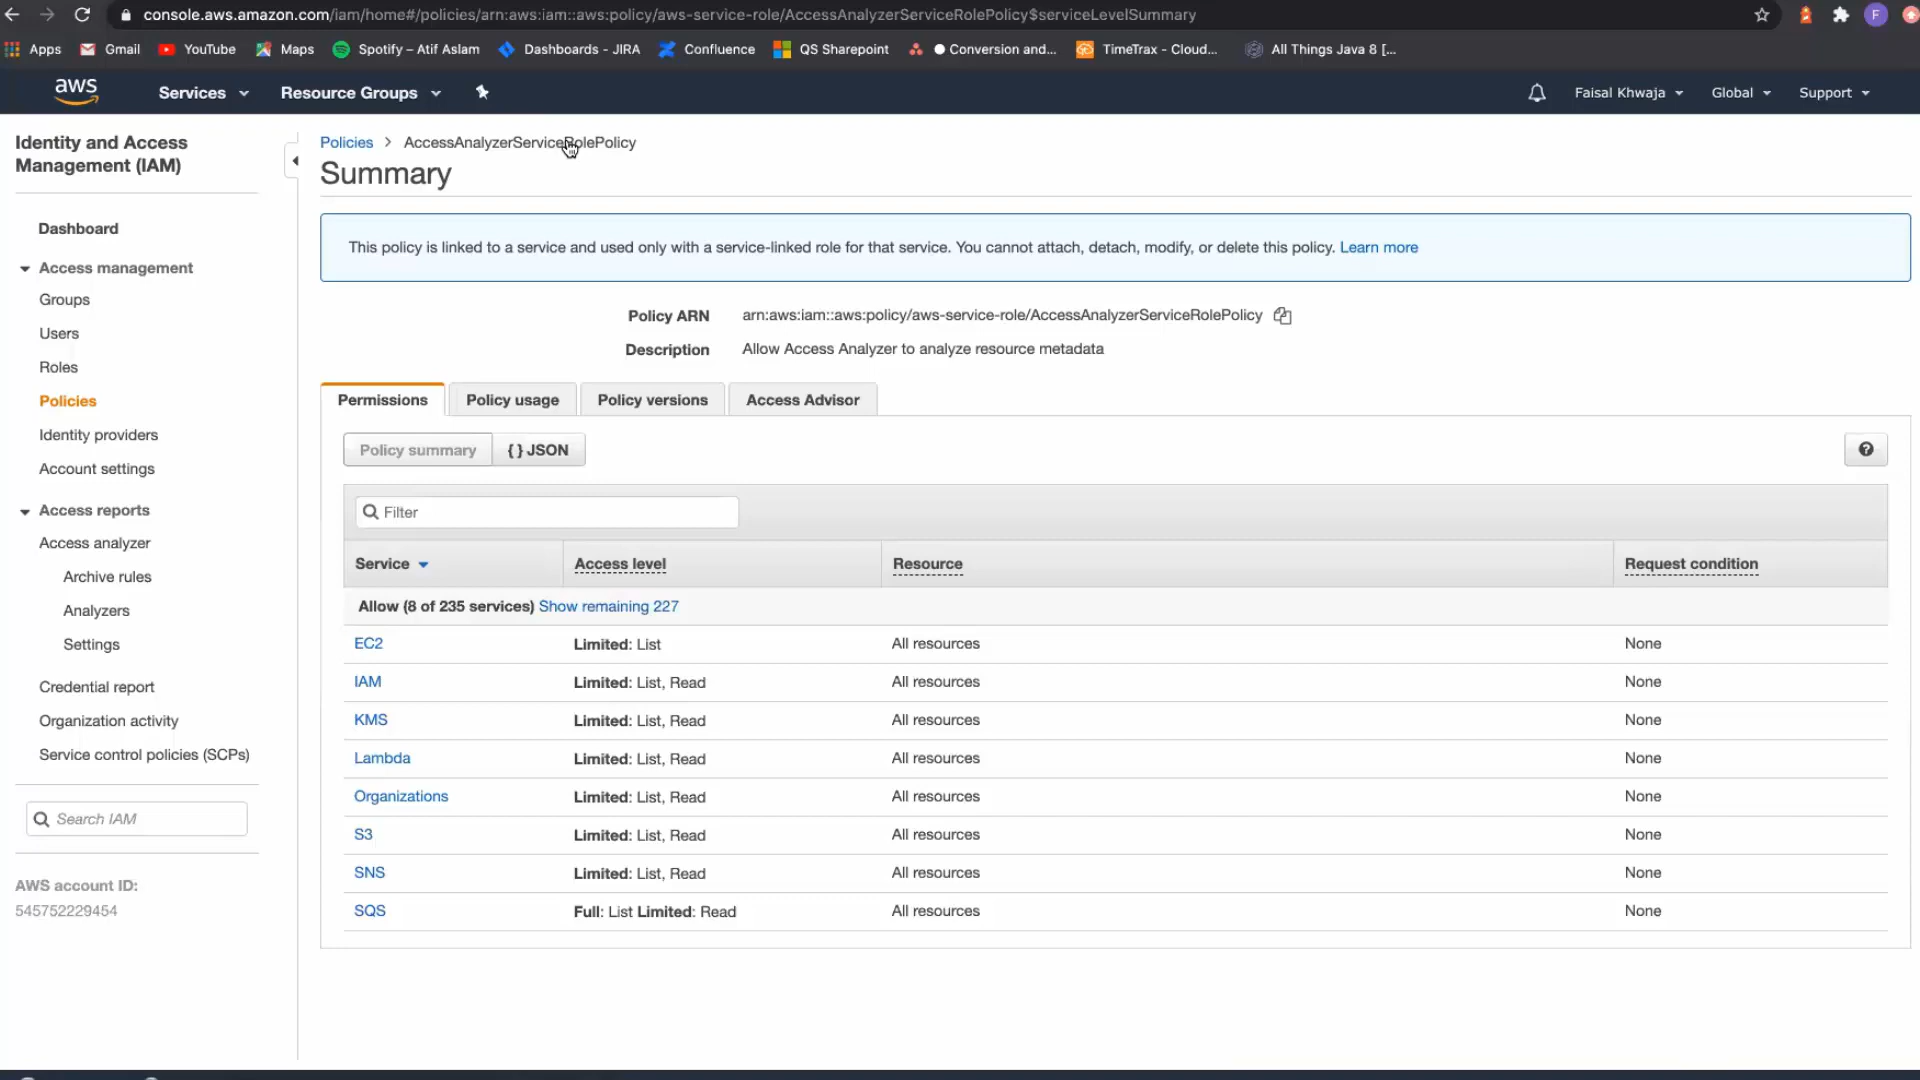 console.aws.amazon.com/iam/home#/policies/arn:aws:iam::aws:policy/aws-service-role/AccessAnalyzerServiceRolePolicy$serviceLevelSummary
F
Apps Gmail YouTube Maps Spotify – Atif Aslam Dashboards - JIRA Confluence QS Sharepoint Conversion and... TimeTrax - Cloud... All Things Java 8 [...
aws Services Resource Groups Faisal Khwaja Global Support
Identity and Access
Management (IAM)
Dashboard
Access management
Groups
Users
Roles
Policies
Identity providers
Account settings
Access reports
Access analyzer
Archive rules
Analyzers
Settings
Credential report
Organization activity
Service control policies (SCPs)
Search IAM
AWS account ID:
545752229454
Policies > AccessAnalyzerServiceRolePolicy
Summary
This policy is linked to a service and used only with a service-linked role for that service. You cannot attach, detach, modify, or delete this policy. Learn more
Policy ARN arn:aws:iam::aws:policy/aws-service-role/AccessAnalyzerServiceRolePolicy
Description Allow Access Analyzer to analyze resource metadata
Permissions Policy usage Policy versions Access Advisor
Policy summary { } JSON ?
Filter
Service Access level Resource Request condition
Allow (8 of 235 services) Show remaining 227
EC2 Limited: List All resources None
IAM Limited: List, Read All resources None
KMS Limited: List, Read All resources None
Lambda Limited: List, Read All resources None
Organizations Limited: List, Read All resources None
S3 Limited: List, Read All resources None
SNS Limited: List, Read All resources None
SQS Full: List Limited: Read All resources None